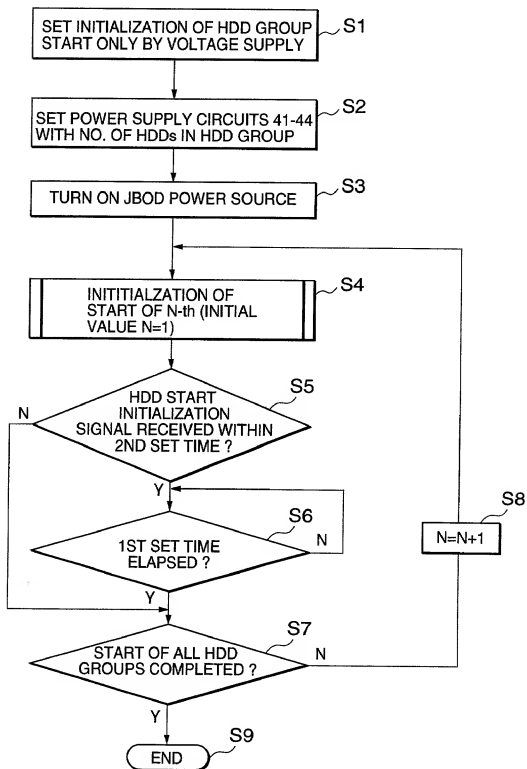 SET INITIALIZATION OF HDD GROUP
START ONLY BY VOLTAGE SUPPLY
S1
SET POWER SUPPLY CIRCUITS 41-44
WITH NO. OF HDDs IN HDD GROUP
S2
TURN ON JBOD POWER SOURCE
S3
INITITIALZATION OF
START OF N-th (INITIAL
VALUE N=1)
S4
HDD START
INITIALIZATION
SIGNAL RECEIVED WITHIN
2ND SET TIME ?
S5
N
Y
1ST SET TIME
ELAPSED ?
S6
N
Y
S8
N=N+1
START OF ALL HDD
GROUPS COMPLETED ?
S7
N
Y
END
S9